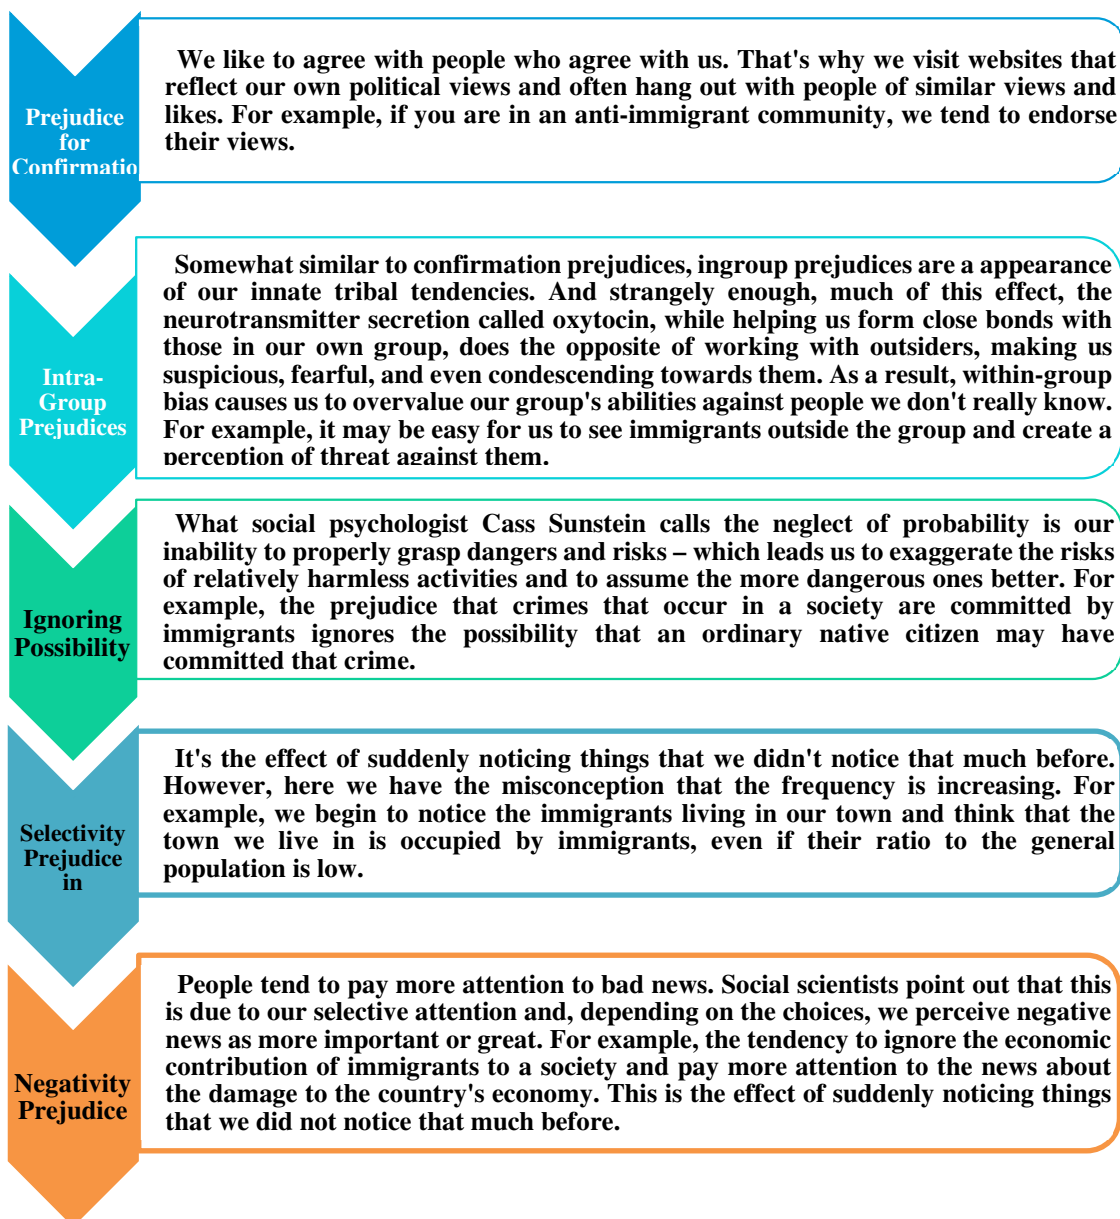 Prejudice
for
Confirmatio
We like to agree with people who agree with us. That's why we visit websites that
reflect our own political views and often hang out with people of similar views and
likes. For example, if you are in an anti-immigrant community, we tend to endorse
their views.
Intra-
Group
Prejudices
Somewhat similar to confirmation prejudices, ingroup prejudices are a appearance
of our innate tribal tendencies. And strangely enough, much of this effect, the
neurotransmitter secretion called oxytocin, while helping us form close bonds with
those in our own group, does the opposite of working with outsiders, making us
suspicious, fearful, and even condescending towards them. As a result, within-group
bias causes us to overvalue our group's abilities against people we don't really know.
For example, it may be easy for us to see immigrants outside the group and create a
perception of threat against them.
Ignoring
Possibility
What social psychologist Cass Sunstein calls the neglect of probability is our
inability to properly grasp dangers and risks – which leads us to exaggerate the risks
of relatively harmless activities and to assume the more dangerous ones better. For
example, the prejudice that crimes that occur in a society are committed by
immigrants ignores the possibility that an ordinary native citizen may have
committed that crime.
Selectivity
Prejudice
in
It's the effect of suddenly noticing things that we didn't notice that much before.
However, here we have the misconception that the frequency is increasing. For
example, we begin to notice the immigrants living in our town and think that the
town we live in is occupied by immigrants, even if their ratio to the general
population is low.
Negativity
Prejudice
People tend to pay more attention to bad news. Social scientists point out that this
is due to our selective attention and, depending on the choices, we perceive negative
news as more important or great. For example, the tendency to ignore the economic
contribution of immigrants to a society and pay more attention to the news about
the damage to the country's economy. This is the effect of suddenly noticing things
that we did not notice that much before.